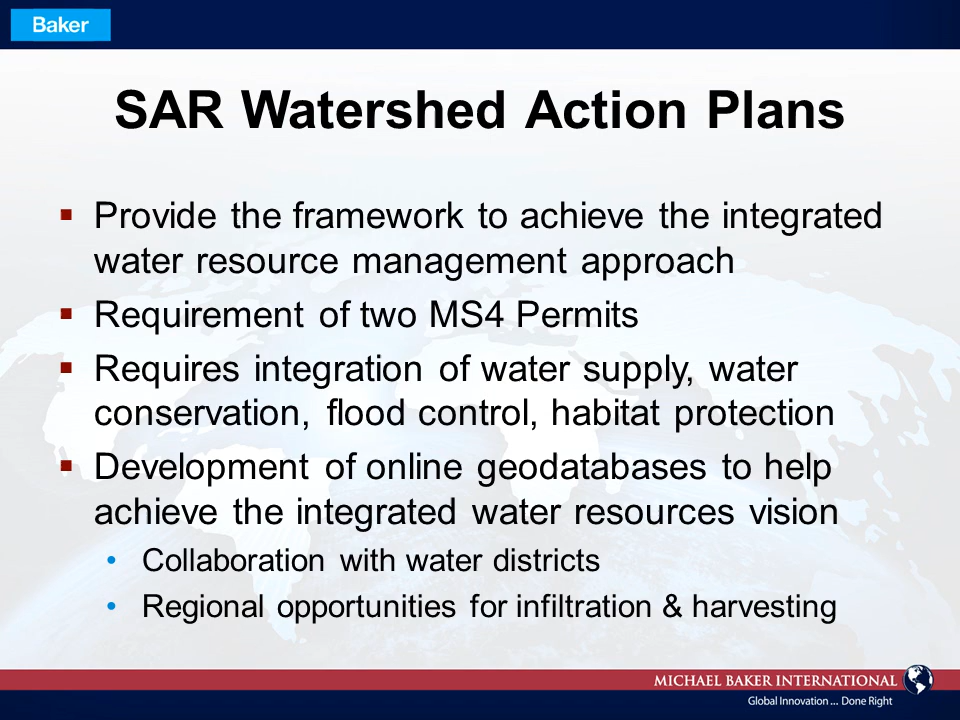 Baker
SAR Watershed Action Plans
▪ Provide the framework to achieve the integrated
water resource management approach
▪ Requirement of two MS4 Permits
▪ Requires integration of water supply, water
conservation, flood control, habitat protection
▪ Development of online geodatabases to help
achieve the integrated water resources vision
• Collaboration with water districts
• Regional opportunities for infiltration & harvesting
MICHAEL BAKER INTERNATIONAL
Global Innovation ... Done Right